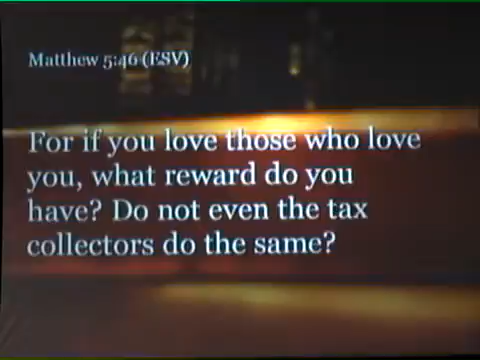 Matthew 5:46 (ESV)
For if you love those who love
you, what reward do you
have? Do not even the tax
collectors do the same?